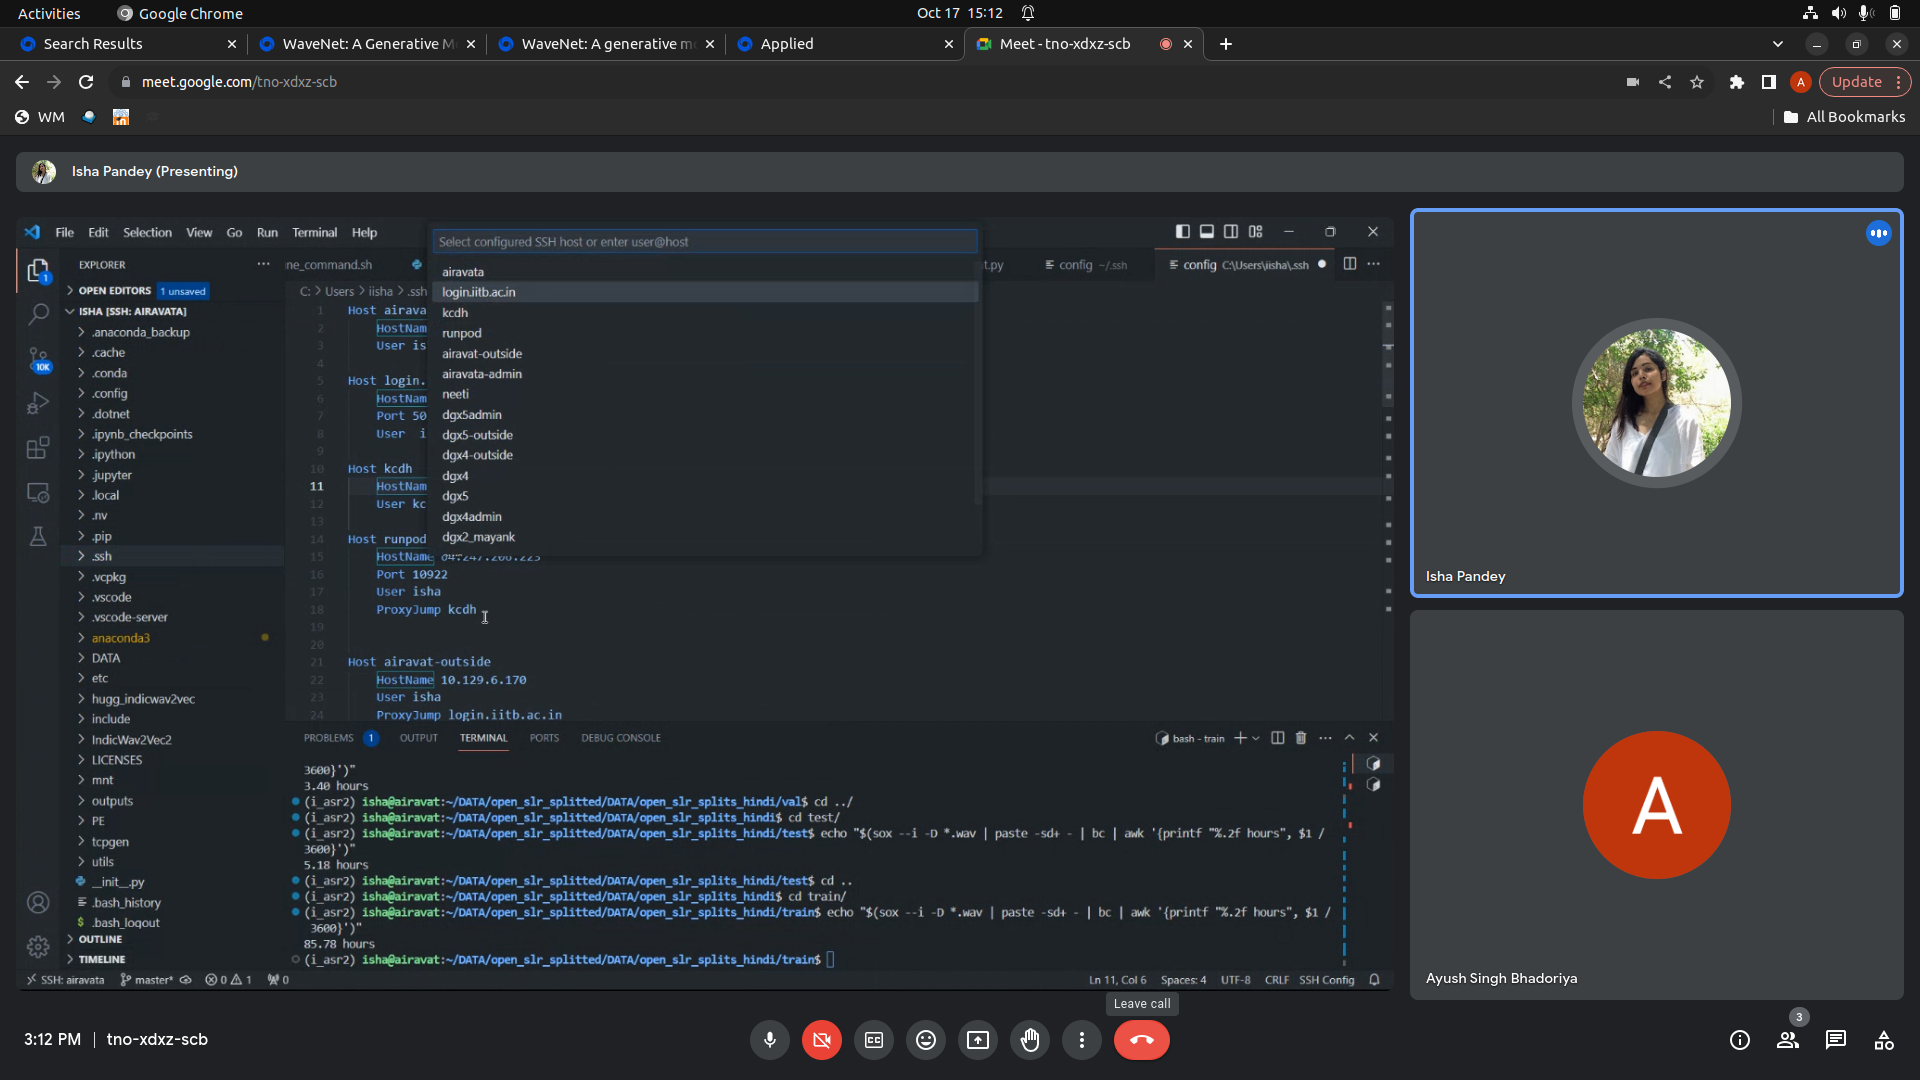 Activities
Google Chrome
Oct 17 15:12
Search Results
WaveNet: A Generative M
WaveNet: A generative m
Applied
Meet - tno-xdxz-scb
meet.google.com/tno-xdxz-scb
A
Update
WM
All Bookmarks
Isha Pandey (Presenting)
File Edit Selection View Go Run Terminal Help
Select configured SSH host or enter user@host
airavata
login.iitb.ac.in
kcdh
runpod
airavat-outside
airavata-admin
neeti
dgx5admin
dgx5-outside
dgx4-outside
dgx4
dgx5
dgx4admin
dgx2_mayank
EXPLORER
ne_command.sh
t.py
config ~/.ssh
config C:\Users\iisha\.ssh
OPEN EDITORS 1 unsaved
C: > Users > iisha > .ssh
ISHA [SSH: AIRAVATA]
.anaconda_backup
.cache
.conda
.config
.dotnet
.ipynb_checkpoints
.ipython
.jupyter
.local
.nv
.pip
.ssh
.vcpkg
.vscode
.vscode-server
anaconda3
DATA
etc
hugg_indicwav2vec
include
IndicWav2Vec2
LICENSES
mnt
outputs
PE
tcpgen
utils
__init__.py
.bash_history
$ .bash_logout
OUTLINE
TIMELINE
1
10K
1 Host airava
2 HostName
3 User is
4
5 Host login.
6 HostName
7 Port 50
8 User i
9
10 Host kcdh
11 HostName
12 User kc
13
14 Host runpod
15 HostName
16 Port 10922
17 User isha
18 ProxyJump kcdh
19
20
21 Host airavat-outside
22 HostName 10.129.6.170
23 User isha
24 ProxyJump login.iitb.ac.in
PROBLEMS 1 OUTPUT TERMINAL PORTS DEBUG CONSOLE
bash - train
3600}')"
3.40 hours
(i_asr2) isha@airavat:~/DATA/open_slr_splitted/DATA/open_slr_splits_hindi/val$ cd ../
(i_asr2) isha@airavat:~/DATA/open_slr_splitted/DATA/open_slr_splits_hindi$ cd test/
(i_asr2) isha@airavat:~/DATA/open_slr_splitted/DATA/open_slr_splits_hindi/test$ echo "$(sox --i -D *.wav | paste -sd+ - | bc | awk '{printf "%.2f hours", $1 /
3600}')"
5.18 hours
(i_asr2) isha@airavat:~/DATA/open_slr_splitted/DATA/open_slr_splits_hindi/test$ cd ..
(i_asr2) isha@airavat:~/DATA/open_slr_splitted/DATA/open_slr_splits_hindi$ cd train/
(i_asr2) isha@airavat:~/DATA/open_slr_splitted/DATA/open_slr_splits_hindi/train$ echo "$(sox --i -D *.wav | paste -sd+ - | bc | awk '{printf "%.2f hours", $1 /
3600}')"
85.78 hours
(i_asr2) isha@airavat:~/DATA/open_slr_splitted/DATA/open_slr_splits_hindi/train$
SSH: airavata master* 0 1 0
Ln 11, Col 6 Spaces: 4 UTF-8 CRLF SSH Config
Isha Pandey
A
Ayush Singh Bhadoriya
Leave call
3:12 PM | tno-xdxz-scb
CC
3